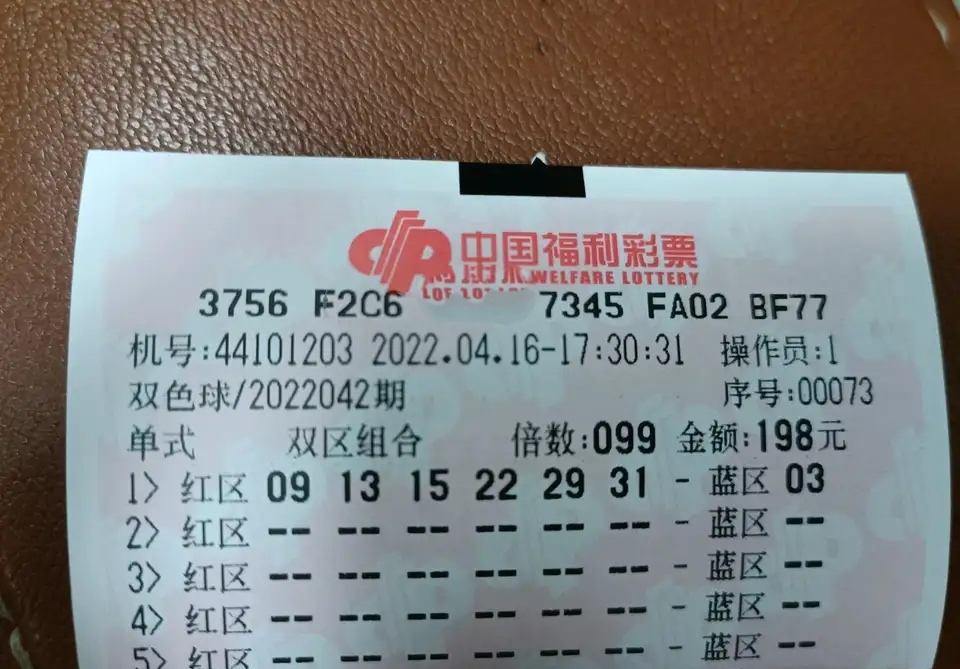 中国福利彩票
WELFARE LOTTERY
3756 F2C6 7345 FA02 BF77
机号:44101203 2022.04.16-17:30:31 操作员:1
双色球/2022042期 序号:00073
单式 双区组合 倍数:099 金额:198元
1> 红区 09 13 15 22 29 31 - 蓝区 03
2> 红区 -- -- -- -- -- -- - 蓝区 --
3> 红区 -- -- -- -- -- -- - 蓝区 --
4> 红区 -- -- -- -- -- -- - 蓝区 --
5> 红区 -- -- -- -- -- -- - 蓝区 --